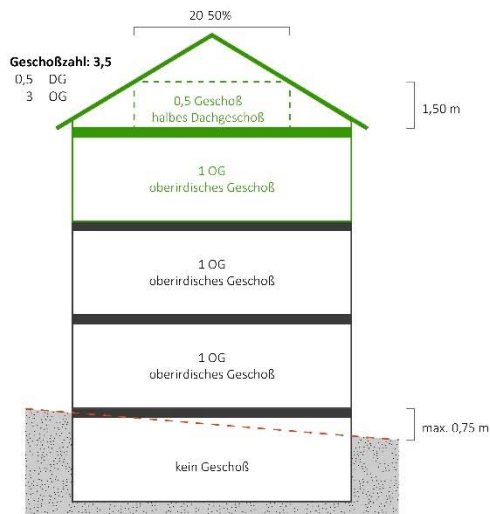 20 50%
Geschoßzahl: 3,5
0,5 DG
3 OG
0,5 Geschoß
halbes Dachgeschoß
1,50 m
1 OG
oberirdisches Geschoß
1 OG
oberirdisches Geschoß
1 OG
oberirdisches Geschoß
max. 0,75 m
kein Geschoß